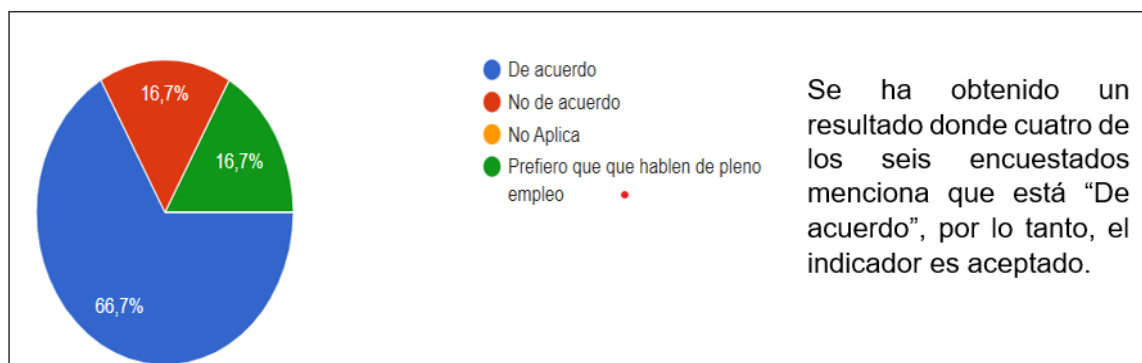 16,7%
16,7%
66,7%
De acuerdo
No de acuerdo
No Aplica
Prefiero que que hablen de pleno
empleo
Se ha obtenido un
resultado donde cuatro de
los seis encuestados
menciona que está “De
acuerdo”, por lo tanto, el
indicador es aceptado.